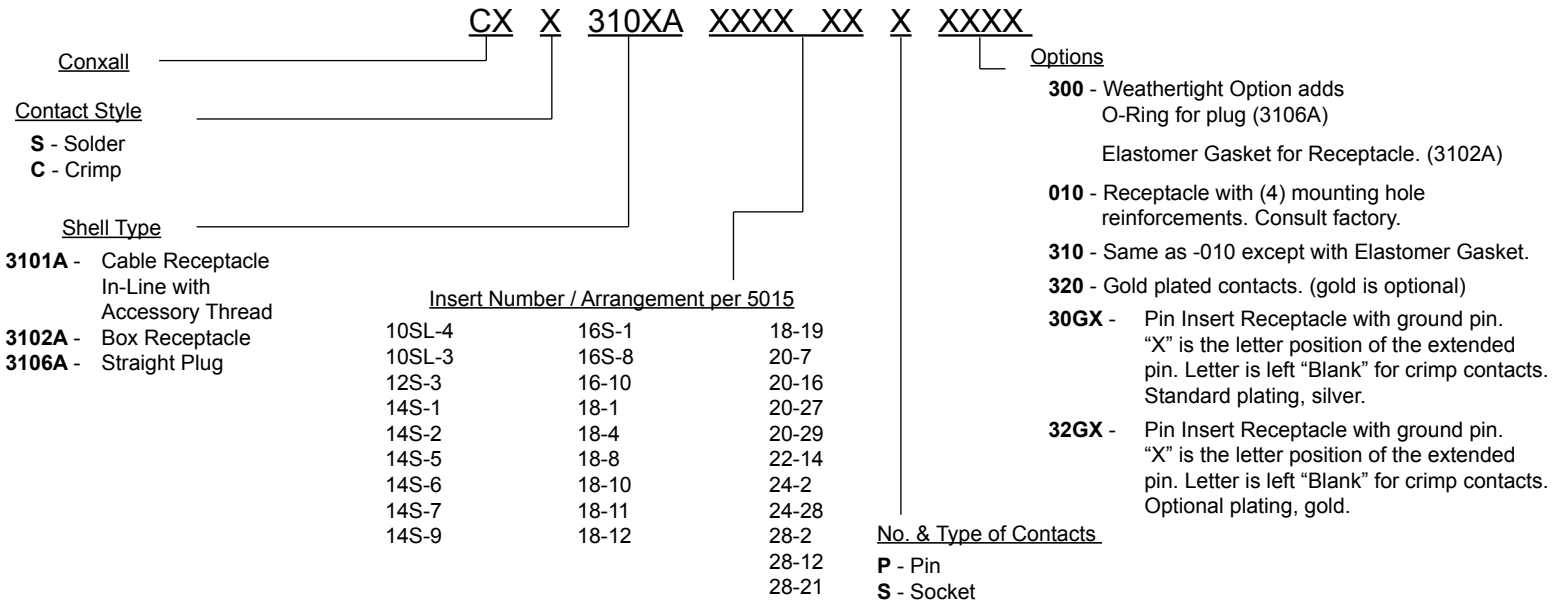 CX X 310XA XXXX XX X XXXX
Conxall
Contact Style
S - Solder
C - Crimp
Shell Type
3101A - Cable Receptacle
In-Line with
Accessory Thread
3102A - Box Receptacle
3106A - Straight Plug
Insert Number / Arrangement per 5015
10SL-4 16S-1 18-19
10SL-3 16S-8 20-7
12S-3 16-10 20-16
14S-1 18-1 20-27
14S-2 18-4 20-29
14S-5 18-8 22-14
14S-6 18-10 24-2
14S-7 18-11 24-28
14S-9 18-12 28-2
28-12
28-21
No. & Type of Contacts
P - Pin
S - Socket
Options
300 - Weathertight Option adds
O-Ring for plug (3106A)
Elastomer Gasket for Receptacle. (3102A)
010 - Receptacle with (4) mounting hole
reinforcements. Consult factory.
310 - Same as -010 except with Elastomer Gasket.
320 - Gold plated contacts. (gold is optional)
30GX - Pin Insert Receptacle with ground pin.
“X” is the letter position of the extended
pin. Letter is left “Blank” for crimp contacts.
Standard plating, silver.
32GX - Pin Insert Receptacle with ground pin.
“X” is the letter position of the extended
pin. Letter is left “Blank” for crimp contacts.
Optional plating, gold.